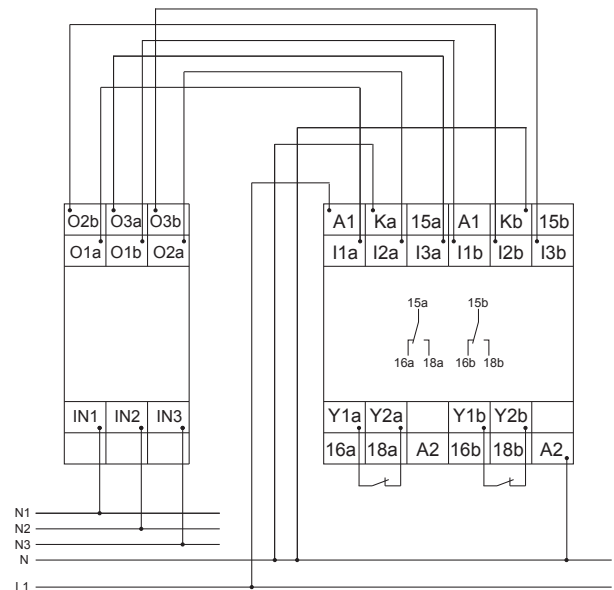 O2b O3a O3b
O1a O1b O2a
IN1 IN2 IN3
A1 Ka 15a A1 Kb 15b
I1a I2a I3a I1b I2b I3b
15a 15b
16a 18a 16b 18b
Y1a Y2a Y1b Y2b
16a 18a A2 16b 18b A2
N1
N2
N3
N
L1